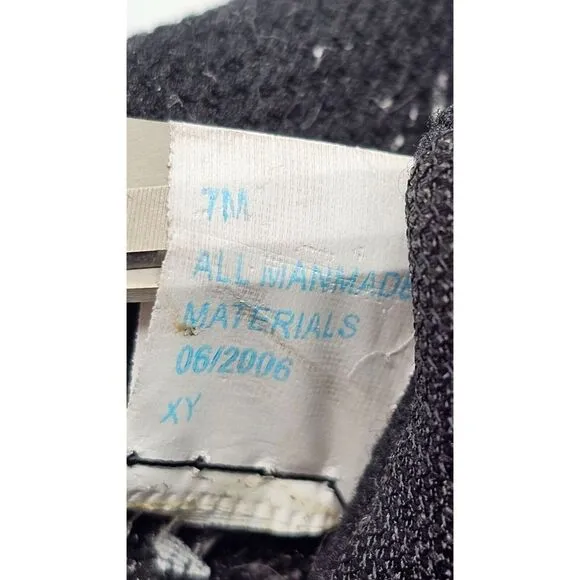 7M
ALL MANMADE
MATERIALS
06/2006
XY